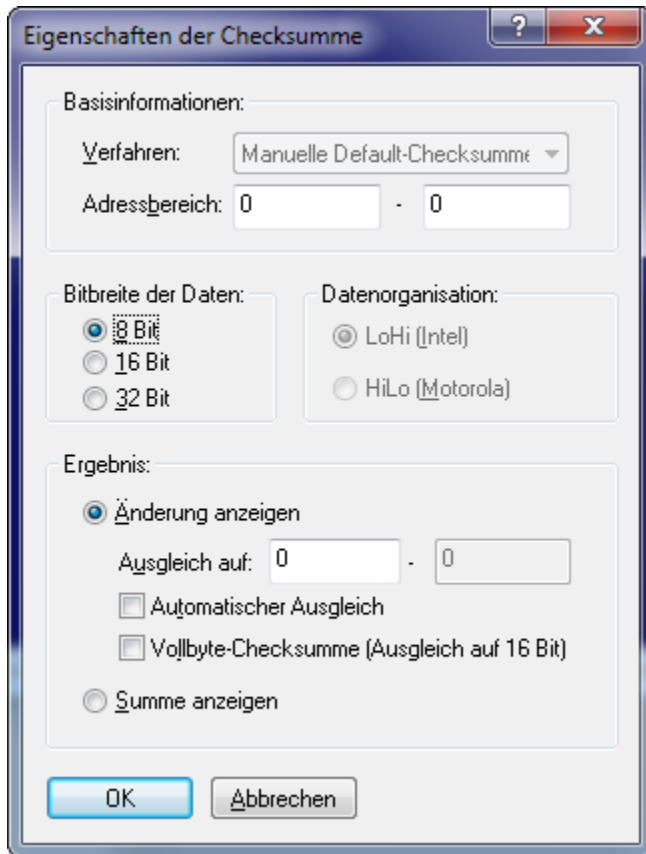 Eigenschaften der Checksumme
?
X
Basisinformationen:
Verfahren: Manuelle Default-Checksumme
Adressbereich: 0 - 0
Bitbreite der Daten:
8 Bit
16 Bit
32 Bit
Datenorganisation:
LoHi (Intel)
HiLo (Motorola)
Ergebnis:
Änderung anzeigen
Ausgleich auf: 0 - 0
Automatischer Ausgleich
Vollbyte-Checksumme (Ausgleich auf 16 Bit)
Summe anzeigen
OK Abbrechen